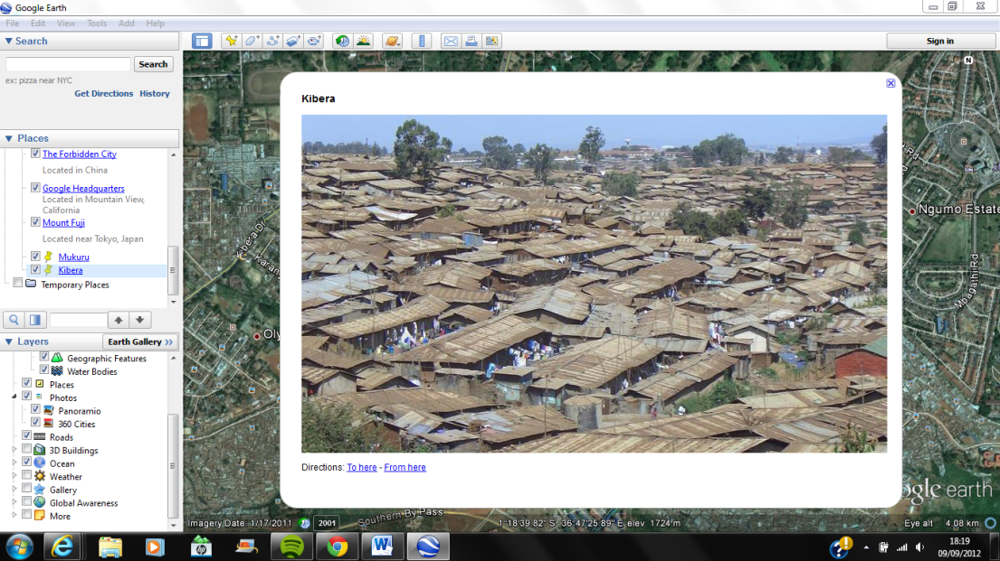 Google Earth
File Edit View Tools Add Help
Search
Sign in
Search
ex: pizza near NYC
Get Directions History
Places
The Forbidden City
Located in China
Google Headquarters
Located in Mountain View,
California
Mount Fuji
Located near Tokyo, Japan
Mukuru
Kibera
Temporary Places
Layers
Earth Gallery >>
Geographic Features
Water Bodies
Places
Photos
Panoramio
360 Cities
Roads
3D Buildings
Ocean
Weather
Gallery
Global Awareness
More
Kibera
Directions: To here - From here
N
Rd
Ngumo Estate
Mbagathi Rd
Kibera Dr
Karan
Oly
Southern By Pass
ogle earth
Imagery Date 1/17/2011 2001 1°18'39.82" S 36°47'25.89" E elev 1724 m Eye alt 4.08 km
18:19
09/09/2012